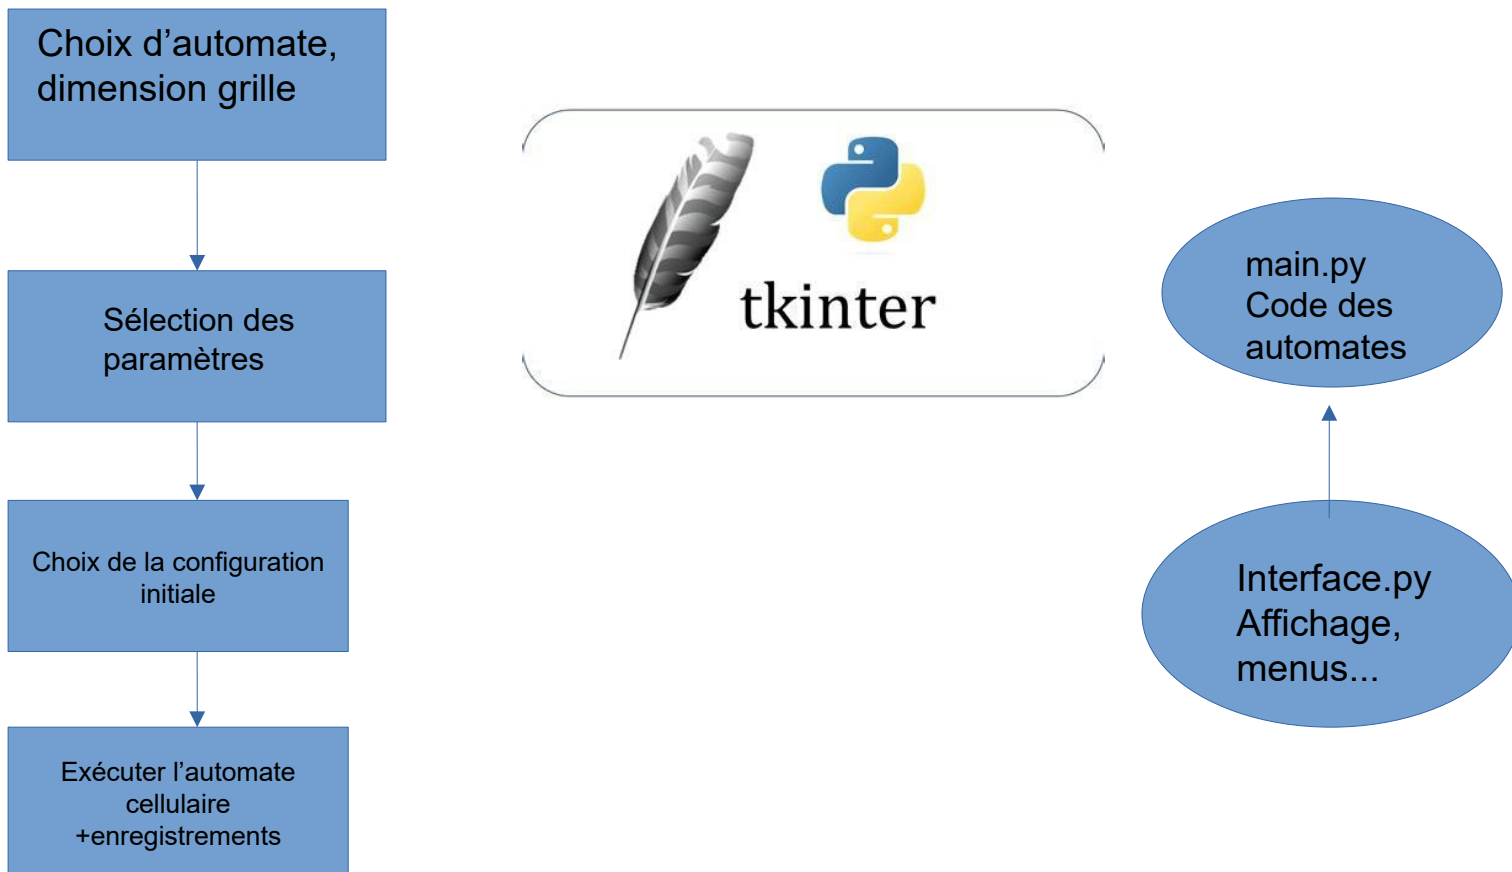 Choix d’automate,
dimension grille
Sélection des
paramètres
Choix de la configuration
initiale
Exécuter l’automate
cellulaire
+enregistrements
tkinter
main.py
Code des
automates
Interface.py
Affichage,
menus...